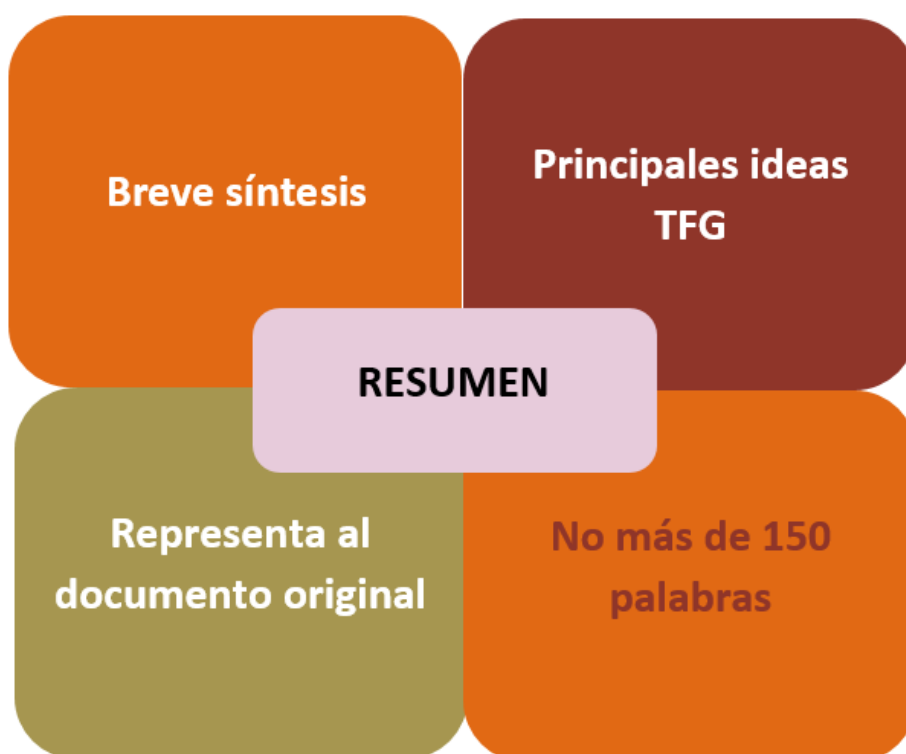 Breve síntesis
Principales ideas
TFG
RESUMEN
Representa al
documento original
No más de 150
palabras